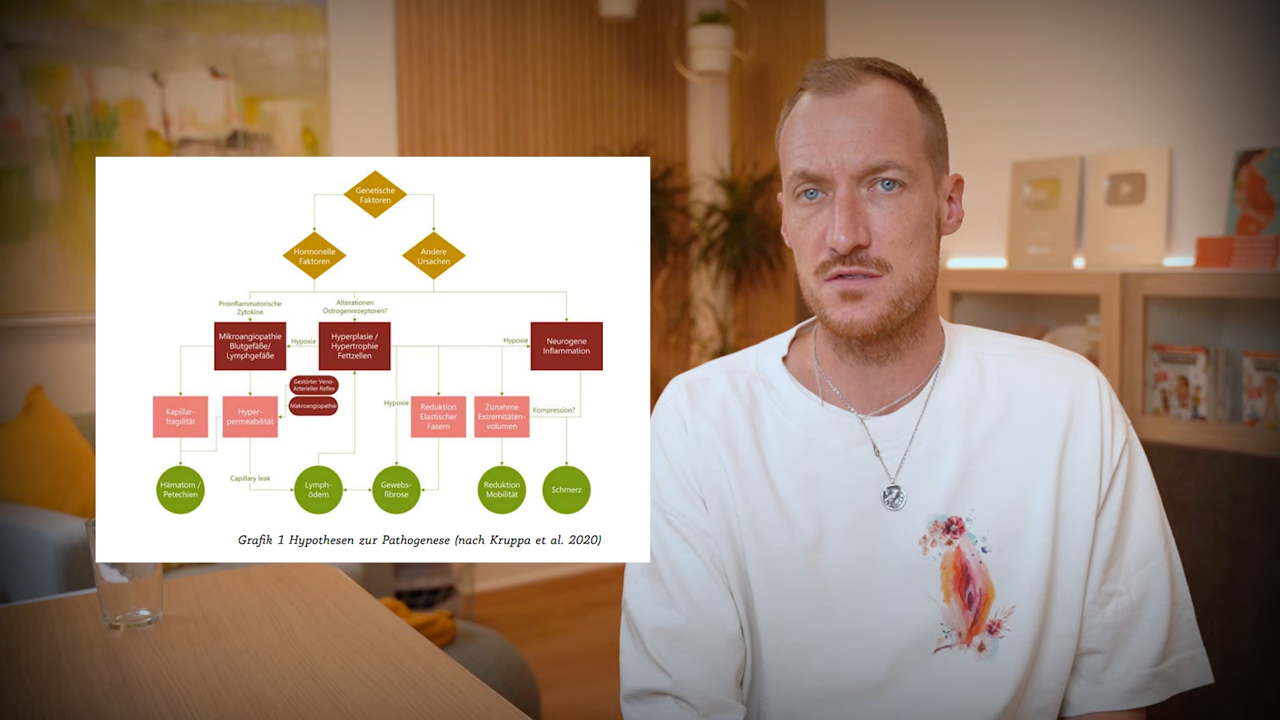 Genetische
Faktoren
Hormonelle
Faktoren
Andere
Ursachen
Proinflammatorische
Zytokine
Alterationen
Östrogenrezeptoren?
Mikroangiopathie
Blutgefäße/
Lymphgefäße
Hypoxie
Hyperplasie /
Hypertrophie
Fettzellen
Hypoxie
Neurogene
Inflammation
Gestörter Veno-
Arterieller Reflex
Makroangiopathie
Kapillar-
fragilität
Hyper-
permeabilität
Hypoxie
Reduktion
Elastischer
Fasern
Zunahme
Extremitäten-
volumen
Kompression?
Capillary leak
Hämatom /
Petechien
Lymph-
ödem
Gewebs-
fibrose
Reduktion
Mobilität
Schmerz
Grafik 1 Hypothesen zur Pathogenese (nach Kruppa et al. 2020)